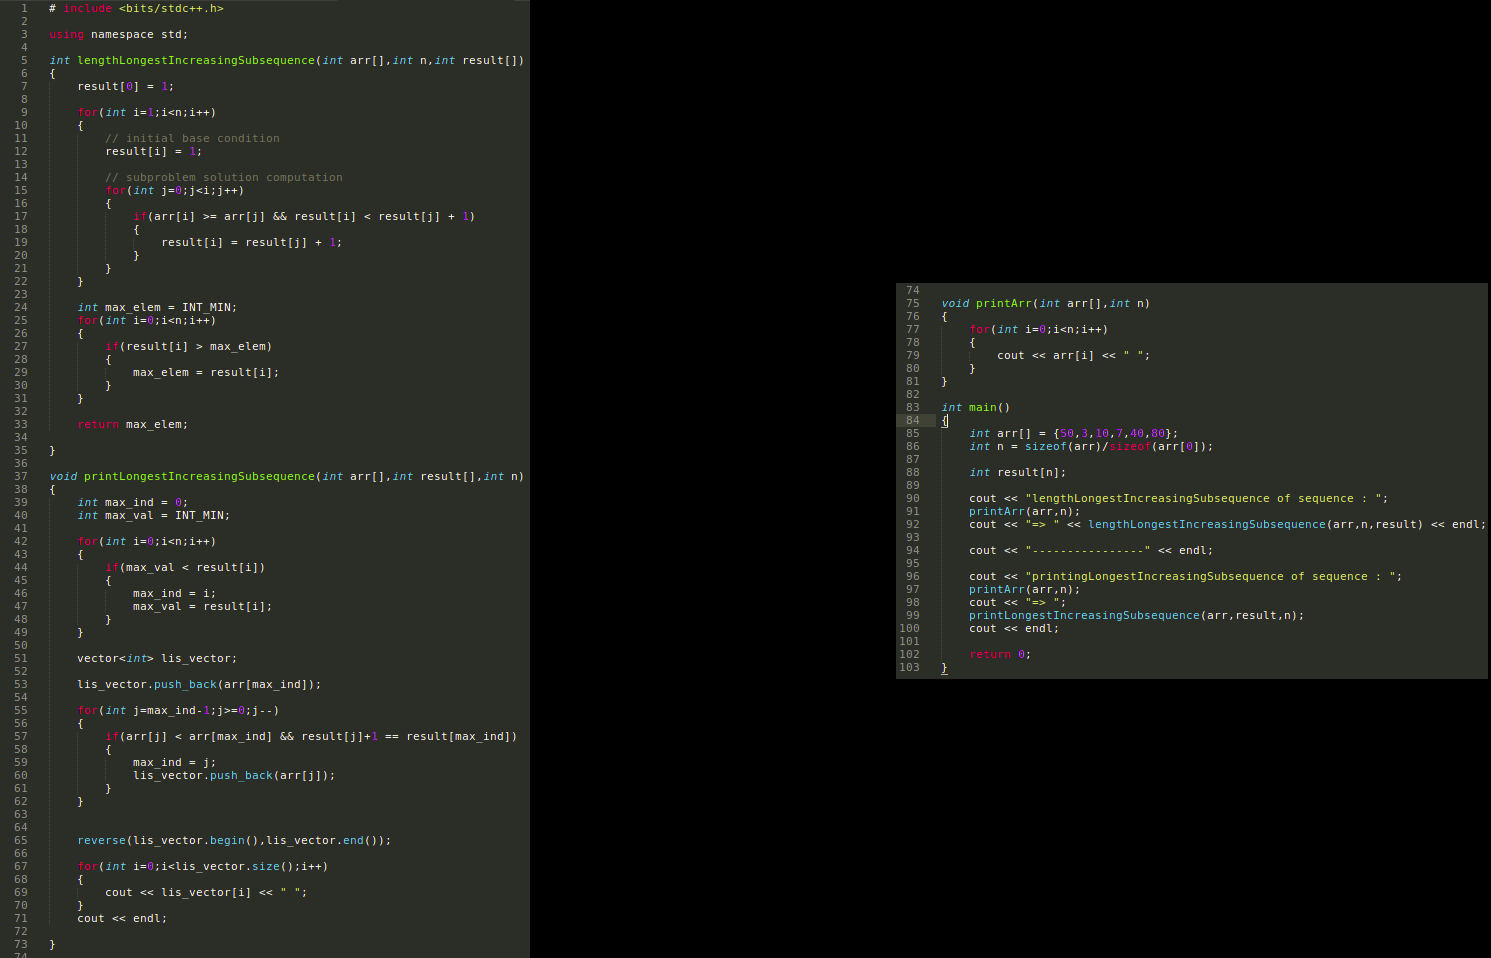 1 # include <bits/stdc++.h>
2
3 using namespace std;
4
5 int lengthLongestIncreasingSubsequence(int arr[],int n,int result[])
6 {
7     result[0] = 1;
8
9     for(int i=1;i<n;i++)
10     {
11         // initial base condition
12         result[i] = 1;
13
14         // subproblem solution computation
15         for(int j=0;j<i;j++)
16         {
17             if(arr[i] >= arr[j] && result[i] < result[j] + 1)
18             {
19                 result[i] = result[j] + 1;
20             }
21         }
22     }
23
24     int max_elem = INT_MIN;
25     for(int i=0;i<n;i++)
26     {
27         if(result[i] > max_elem)
28         {
29             max_elem = result[i];
30         }
31     }
32
33     return max_elem;
34
35 }
36
37 void printLongestIncreasingSubsequence(int arr[],int result[],int n)
38 {
39     int max_ind = 0;
40     int max_val = INT_MIN;
41
42     for(int i=0;i<n;i++)
43     {
44         if(max_val < result[i])
45         {
46             max_ind = i;
47             max_val = result[i];
48         }
49     }
50
51     vector<int> lis_vector;
52
53     lis_vector.push_back(arr[max_ind]);
54
55     for(int j=max_ind-1;j>=0;j--)
56     {
57         if(arr[j] < arr[max_ind] && result[j]+1 == result[max_ind])
58         {
59             max_ind = j;
60             lis_vector.push_back(arr[j]);
61         }
62     }
63
64
65     reverse(lis_vector.begin(),lis_vector.end());
66
67     for(int i=0;i<lis_vector.size();i++)
68     {
69         cout << lis_vector[i] << " ";
70     }
71     cout << endl;
72
73 }
74
74
75 void printArr(int arr[],int n)
76 {
77     for(int i=0;i<n;i++)
78     {
79         cout << arr[i] << " ";
80     }
81 }
82
83 int main()
84 {
85     int arr[] = {50,3,10,7,40,80};
86     int n = sizeof(arr)/sizeof(arr[0]);
87
88     int result[n];
89
90     cout << "lengthLongestIncreasingSubsequence of sequence : ";
91     printArr(arr,n);
92     cout << "=> " << lengthLongestIncreasingSubsequence(arr,n,result) << endl;
93
94     cout << "----------------" << endl;
95
96     cout << "printingLongestIncreasingSubsequence of sequence : ";
97     printArr(arr,n);
98     cout << "=> ";
99     printLongestIncreasingSubsequence(arr,result,n);
100     cout << endl;
101
102     return 0;
103 }